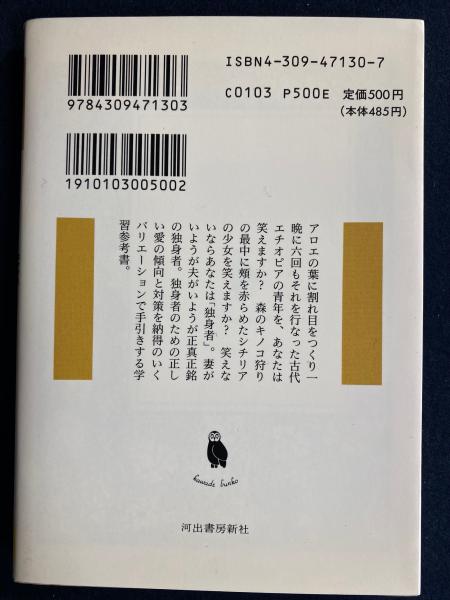 ISBN4-309-47130-7
9784309471303
C0103 P500E 定価500円
(本体485円)
1910103005002
アロエの葉に割れ目をつくり一
晩に六回もそれを行なった古代
エチオピアの青年を、あなたは
笑えますか? 森のキノコ狩り
の最中に頬を赤らめたシチリア
の少女を笑えますか? 笑えな
いならあなたは「独身者」。妻が
いようが夫がいようが正真正銘
の独身者。独身者のための正し
い愛の傾向と対策を納得のいく
バリエーションで手引きする学
習参考書。
kawade bunko
河出書房新社